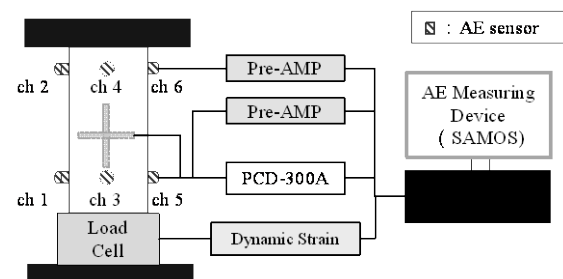 : AE sensor
ch 2
ch 4
ch 6
Pre-AMP
Pre-AMP
AE Measuring
Device
( SAMOS)
ch 1
ch 3
ch 5
PCD-300A
Load
Cell
Dynamic Strain